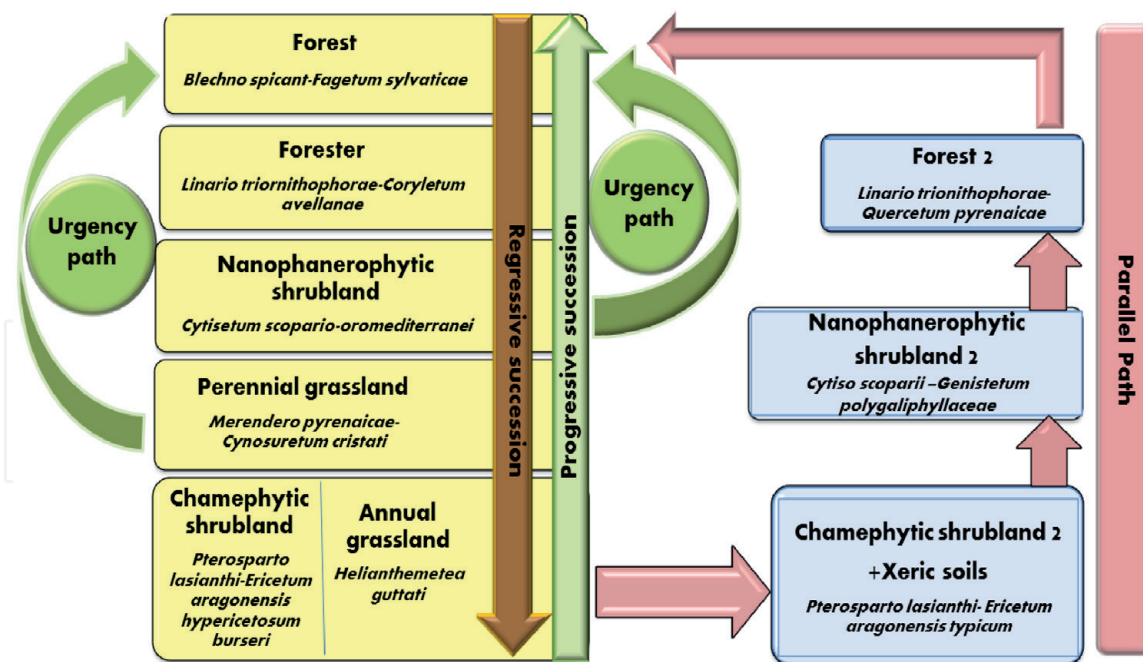 Forest
Blechno spicant-Fagetum sylvaticae
Forester
Linario triornithophorae-Coryletum
avellanae
Urgency
path
Nanophanerophytic
shrubland
Cytisetum scopario-oromediterranei
Perennial grassland
Merendero pyrenaicae-
Cynosuretum cristati
Chamephytic
shrubland
Pterosparto
lasianthi-Ericetum
aragonensis
hypericetosum
burseri
Annual
grassland
Helianthemetea
guttati
Regressive succession
Progressive succession
Urgency
path
Forest 2
Linario trionithophorae-
Quercetum pyrenaicae
Nanophanerophytic
shrubland 2
Cytiso scoparii –Genistetum
polygaliphyllaceae
Chamephytic shrubland 2
+Xeric soils
Pterosparto lasianthi- Ericetum
aragonensis typicum
Parallel Path